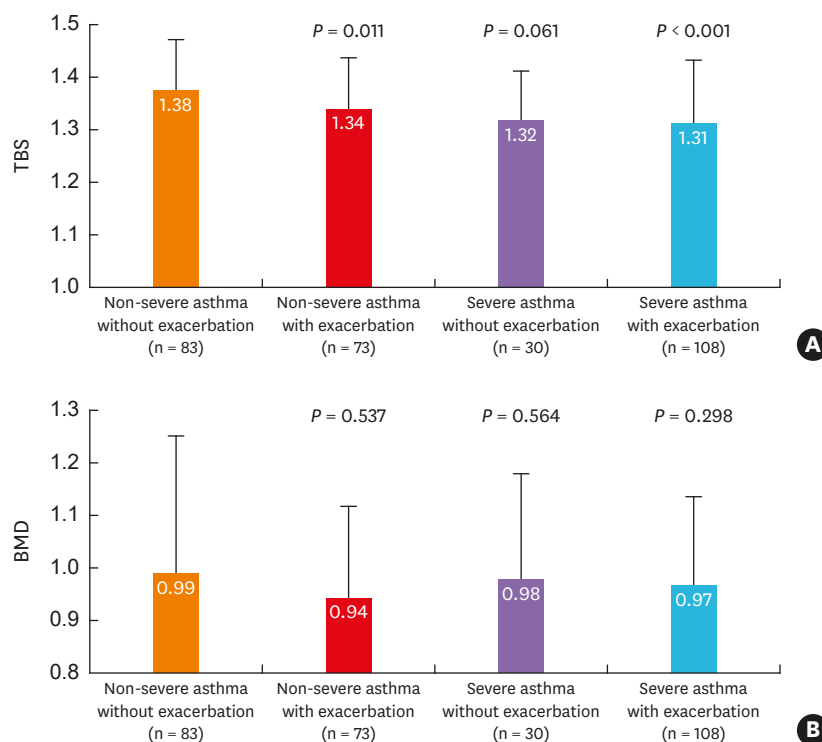 1.5
1.4
1.3
1.2
1.1
1.0
TBS
P = 0.011
P = 0.061
P < 0.001
1.38
1.34
1.32
1.31
Non-severe asthma
without exacerbation
(n = 83)
Non-severe asthma
with exacerbation
(n = 73)
Severe asthma
without exacerbation
(n = 30)
Severe asthma
with exacerbation
(n = 108)
A
1.3
1.2
1.1
1.0
0.9
0.8
BMD
P = 0.537
P = 0.564
P = 0.298
0.99
0.94
0.98
0.97
Non-severe asthma
without exacerbation
(n = 83)
Non-severe asthma
with exacerbation
(n = 73)
Severe asthma
without exacerbation
(n = 30)
Severe asthma
with exacerbation
(n = 108)
B